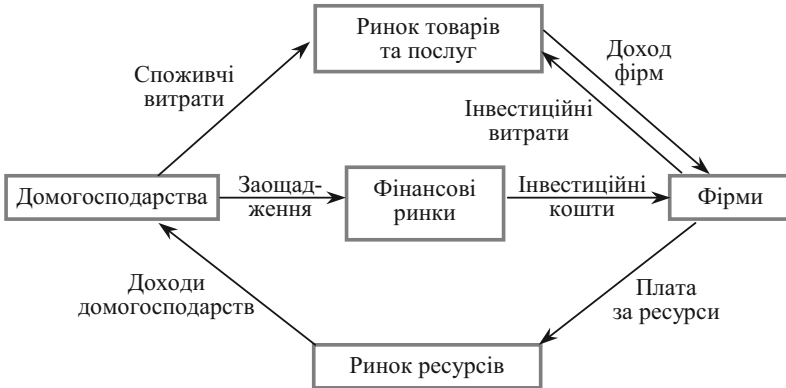 Ринок товарів
та послуг
Доход
фірм
Споживчі
витрати
Інвестиційні
витрати
Домогосподарства
Заощад-
ження
Фінансові
ринки
Інвестиційні
кошти
Фірми
Доходи
домогосподарств
Плата
за ресурси
Ринок ресурсів